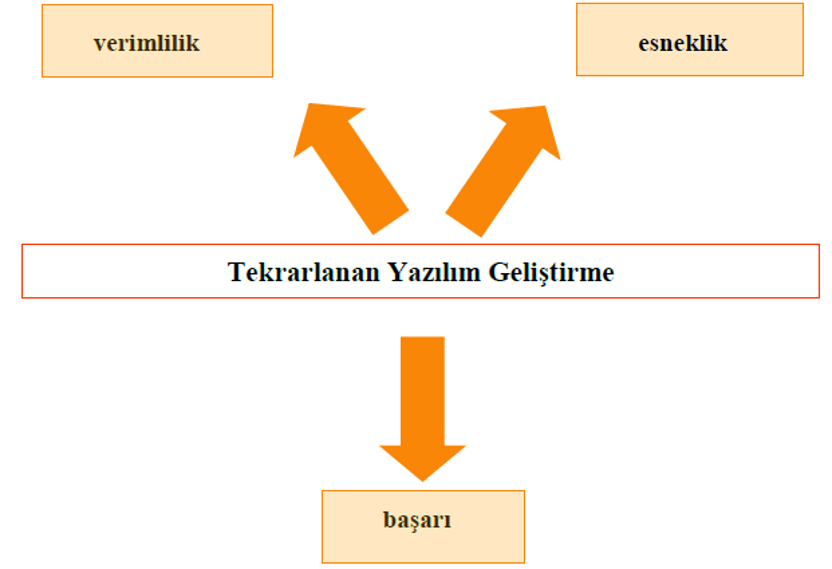 verimlilik
esneklik
Tekrarlanan Yazılım Geliştirme
başarı